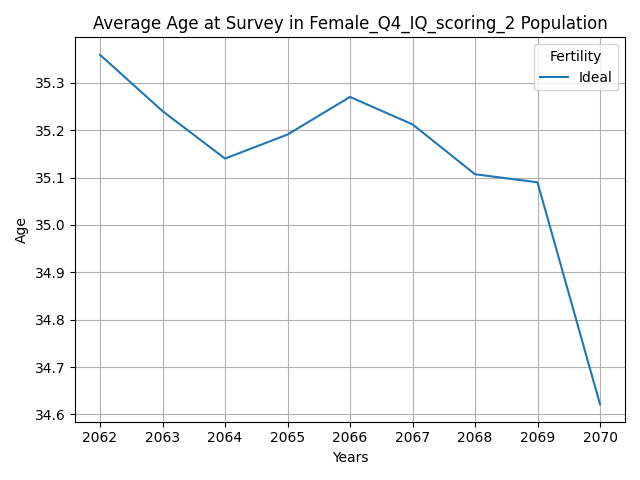 Average Age at Survey in Female_Q4_IQ_scoring_2 Population
Fertility
Ideal
35.3
35.2
35.1
35.0
34.9
34.8
34.7
34.6
Age
2062 2063 2064 2065 2066 2067 2068 2069 2070
Years